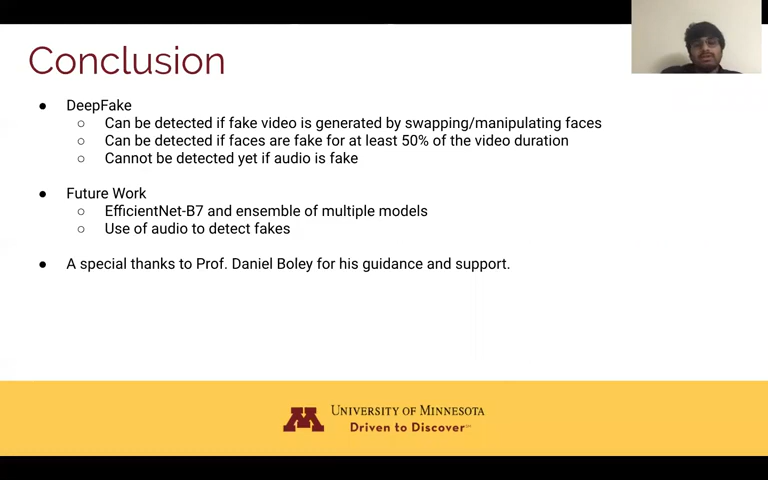 Conclusion
● DeepFake
○ Can be detected if fake video is generated by swapping/manipulating faces
○ Can be detected if faces are fake for at least 50% of the video duration
○ Cannot be detected yet if audio is fake
● Future Work
○ EfficientNet-B7 and ensemble of multiple models
○ Use of audio to detect fakes
● A special thanks to Prof. Daniel Boley for his guidance and support.
M University of Minnesota
Driven to Discover℠